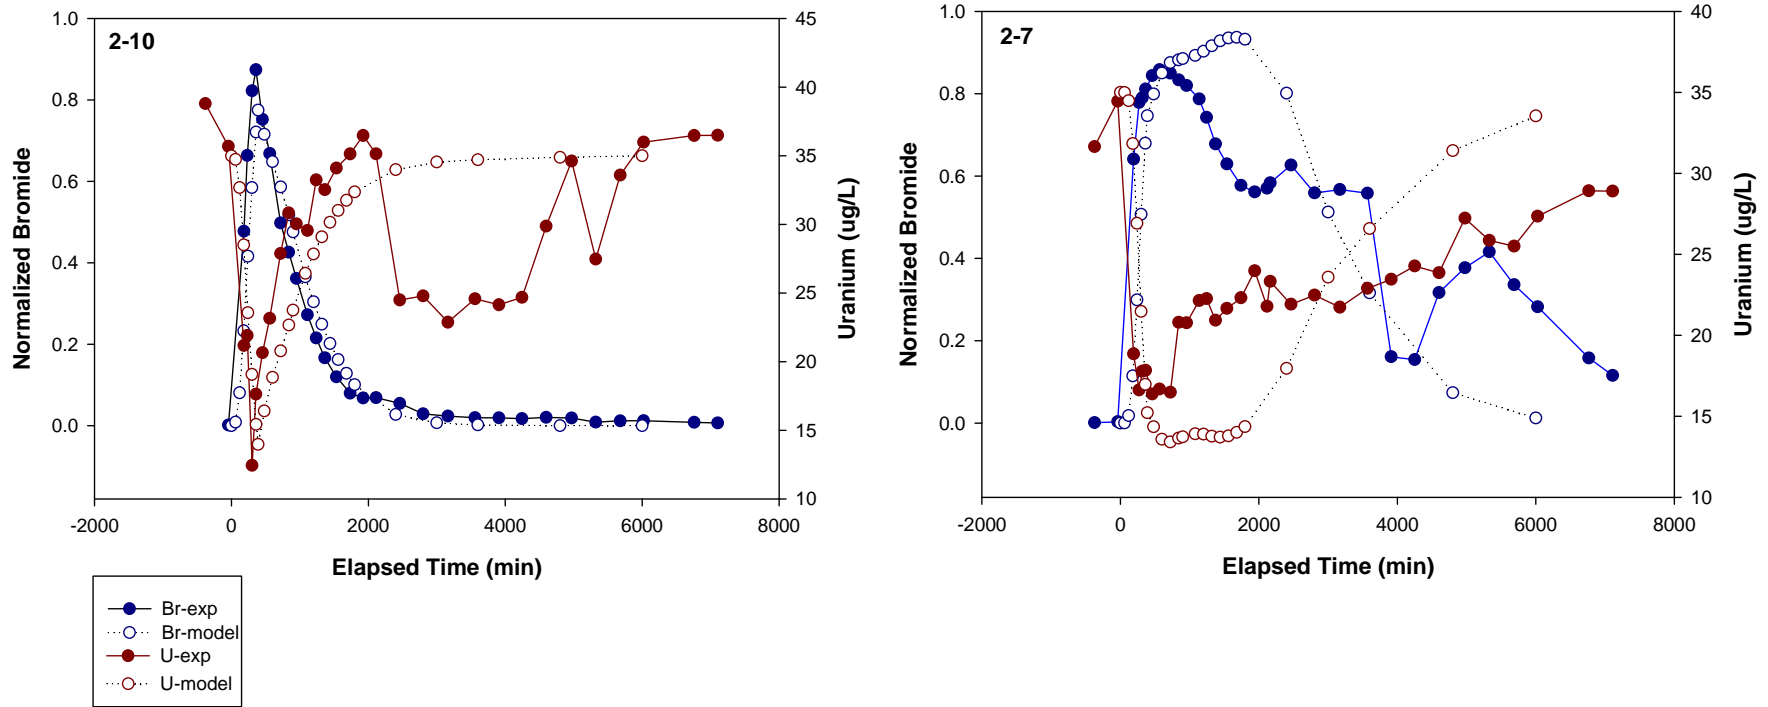 2-10
1.0
0.8
0.6
0.4
0.2
0.0
Normalized Bromide
45
40
35
30
25
20
15
10
Uranium (ug/L)
-2000 0 2000 4000 6000 8000
Elapsed Time (min)
2-7
1.0
0.8
0.6
0.4
0.2
0.0
Normalized Bromide
40
35
30
25
20
15
10
Uranium (ug/L)
-2000 0 2000 4000 6000 8000
Elapsed Time (min)
Br-exp
Br-model
U-exp
U-model